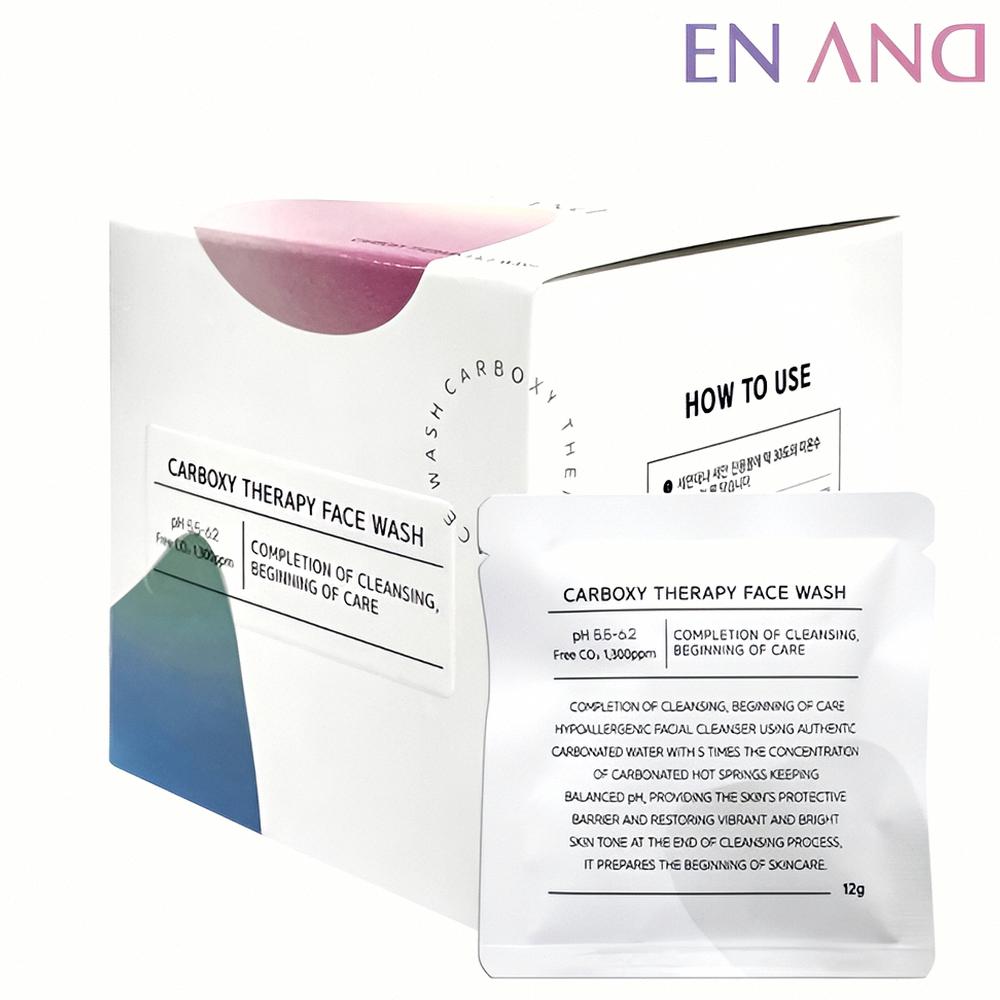 EN AND
CARBOXY THERAPY FACE WASH
CARBOXY THERAPY FACE WASH
pH 5.5-6.2
Free CO₂ 1,300ppm
COMPLETION OF CLEANSING,
BEGINNING OF CARE
HOW TO USE
CARBOXY THERAPY FACE WASH
pH 5.5-6.2
Free CO₂ 1,300ppm
COMPLETION OF CLEANSING,
BEGINNING OF CARE
COMPLETION OF CLEANSING, BEGINNING OF CARE
HYPOALLERGENIC FACIAL CLEANSER USING AUTHENTIC
CARBONATED WATER WITH 5 TIMES THE CONCENTRATION
OF CARBONATED HOT SPRINGS KEEPING
BALANCED pH, PROVIDING THE SKIN'S PROTECTIVE
BARRIER AND RESTORING VIBRANT AND BRIGHT
SKIN TONE AT THE END OF CLEANSING PROCESS,
IT PREPARES THE BEGINNING OF SKINCARE.
12g